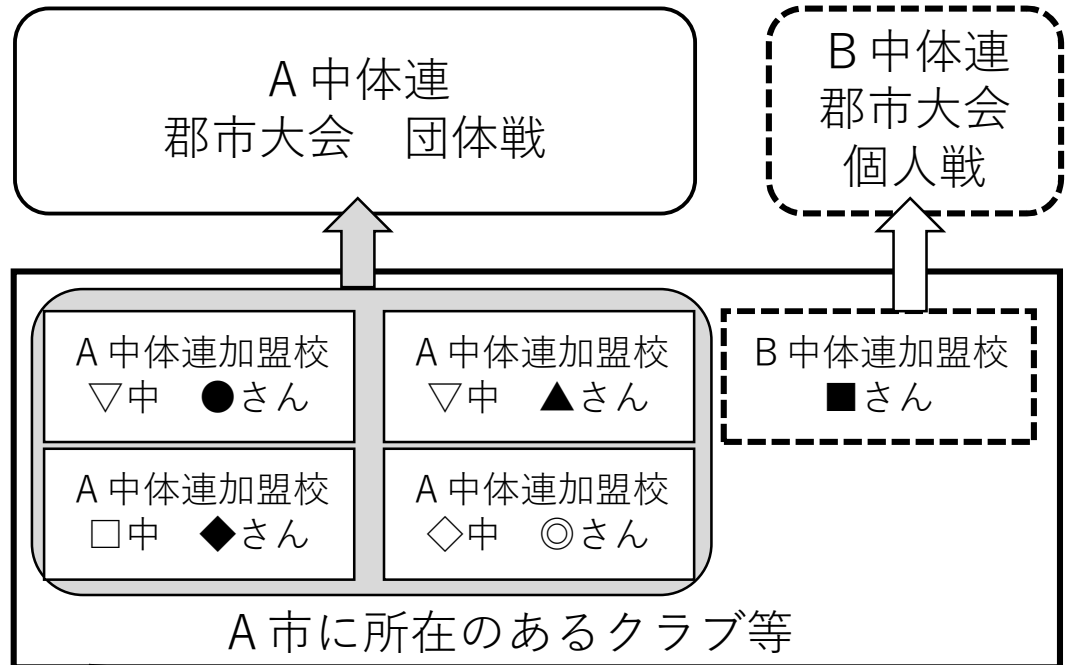 A中体連
郡市大会　団体戦
B中体連
郡市大会
個人戦
A中体連加盟校
▽中　●さん
A中体連加盟校
▽中　▲さん
B中体連加盟校
■さん
A中体連加盟校
□中　◆さん
A中体連加盟校
◇中　◎さん
A市に所在のあるクラブ等